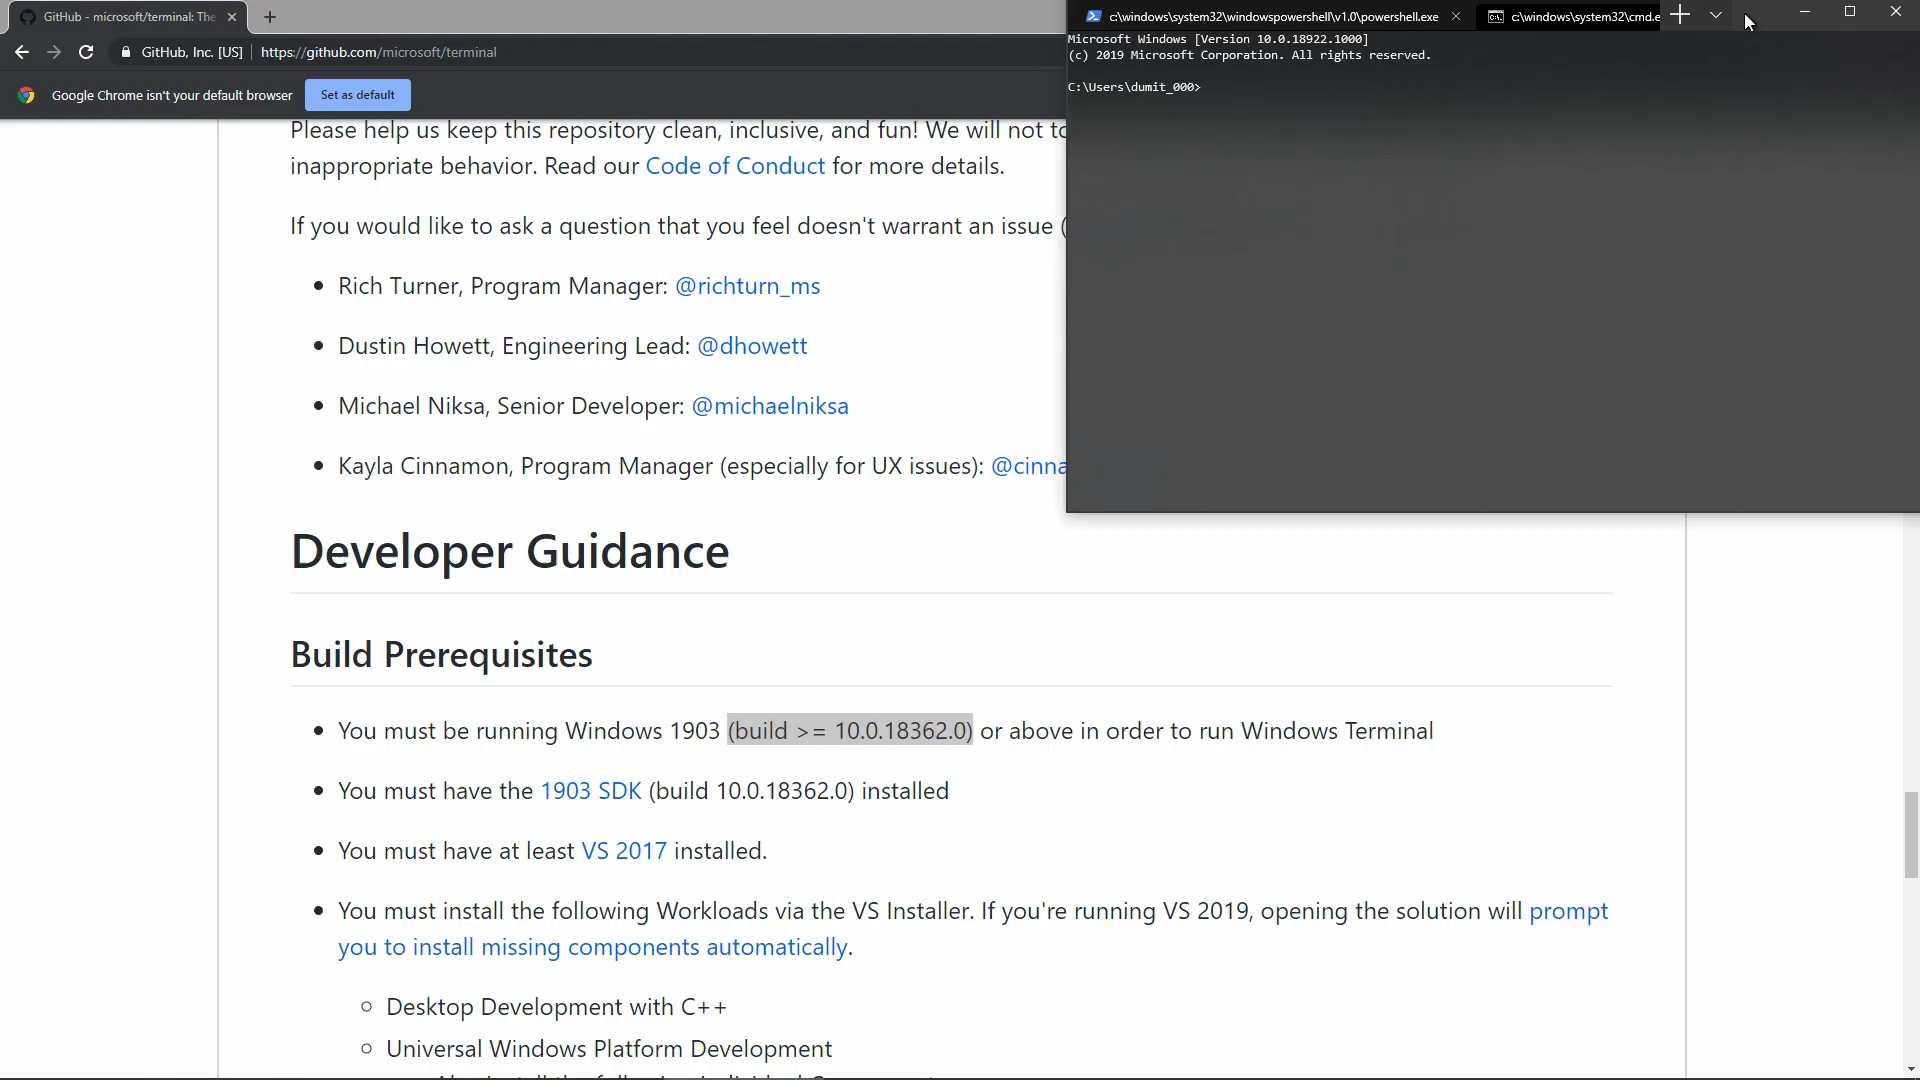 GitHub - microsoft/terminal: The
c:\windows\system32\windowspowershell\v1.0\powershell.exe
c:\windows\system32\cmd.e
GitHub, Inc. [US]
https://github.com/microsoft/terminal
Microsoft Windows [Version 10.0.18922.1000]
(c) 2019 Microsoft Corporation. All rights reserved.
C:\Users\dumit_000>
Google Chrome isn't your default browser
Set as default
Please help us keep this repository clean, inclusive, and fun! We will not to
inappropriate behavior. Read our Code of Conduct for more details.
If you would like to ask a question that you feel doesn't warrant an issue (
• Rich Turner, Program Manager: @richturn_ms
• Dustin Howett, Engineering Lead: @dhowett
• Michael Niksa, Senior Developer: @michaelniksa
• Kayla Cinnamon, Program Manager (especially for UX issues): @cinna
Developer Guidance
Build Prerequisites
• You must be running Windows 1903 (build >= 10.0.18362.0) or above in order to run Windows Terminal
• You must have the 1903 SDK (build 10.0.18362.0) installed
• You must have at least VS 2017 installed.
• You must install the following Workloads via the VS Installer. If you're running VS 2019, opening the solution will prompt
you to install missing components automatically.
○ Desktop Development with C++
○ Universal Windows Platform Development